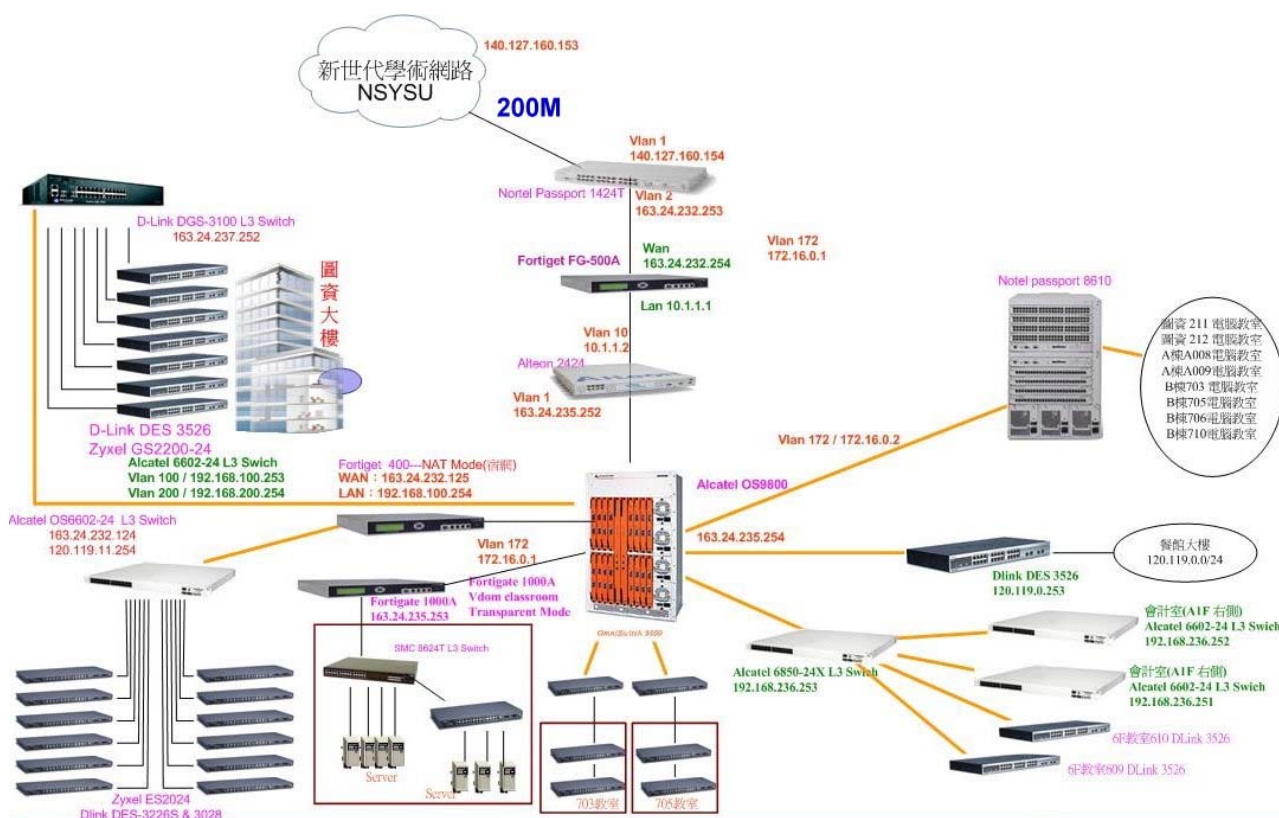 140.127.160.153
新世代學術網路
NSYSU
200M
Vlan 1
140.127.160.154
Nortel Passport 1424T
Vlan 2
163.24.232.253
D-Link DGS-3100 L3 Switch
163.24.237.252
圖資大樓
D-Link DES 3526
Zyxel GS2200-24
Wan
163.24.232.254
Fortiget FG-500A
Lan 10.1.1.1
Vlan 172
172.16.0.1
Vlan 10
10.1.1.2
Alteon 2424
Vlan 1
163.24.235.252
Notel passport 8610
圖資 211 電腦教室
圖資 212 電腦教室
A棟A008電腦教室
A棟A009電腦教室
B棟703 電腦教室
B棟705電腦教室
B棟706電腦教室
B棟710電腦教室
Vlan 172 / 172.16.0.2
Alcatel 6602-24 L3 Swich
Vlan 100 / 192.168.100.253
Vlan 200 / 192.168.200.254
Fortiget 400---NAT Mode(宿網)
WAN：163.24.232.125
LAN：192.168.100.254
Alcatel OS9800
163.24.235.254
Alcatel OS6602-24 L3 Switch
163.24.232.124
120.119.11.254
Vlan 172
172.16.0.1
Fortigate 1000A
Vdom classroom
Transparent Mode
Fortigate 1000A
163.24.235.253
SMC 8624T L3 Switch
Server
Server
OmniSwitch 9000
703教室
705教室
Dlink DES 3526
120.119.0.253
餐館大樓
120.119.0.0/24
Alcatel 6850-24X L3 Swich
192.168.236.253
會計室(A1F 右側)
Alcatel 6602-24 L3 Swich
192.168.236.252
會計室(A1F 右側)
Alcatel 6602-24 L3 Swich
192.168.236.251
6F教室610 DLink 3526
6F教室609 DLink 3526
Zyxel ES2024
Dlink DES-3226S & 3028